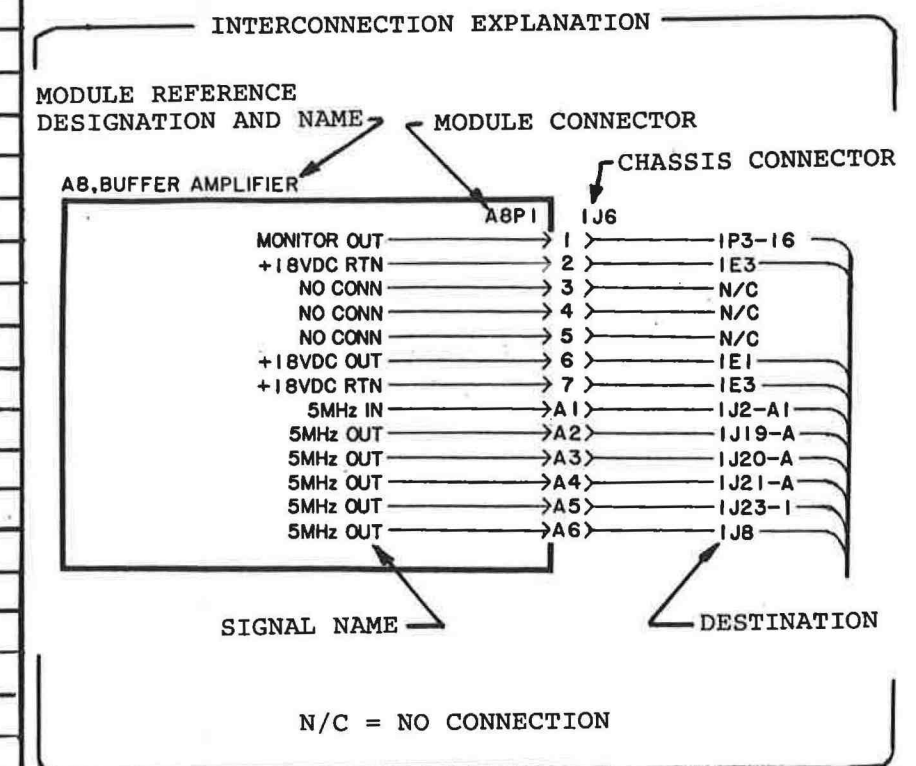 INTERCONNECTION EXPLANATION
MODULE REFERENCE
DESIGNATION AND NAME
MODULE CONNECTOR
CHASSIS CONNECTOR
A8,BUFFER AMPLIFIER
A8P1 1J6
MONITOR OUT 1 1P3-16
+18VDC RTN 2 1E3
NO CONN 3 N/C
NO CONN 4 N/C
NO CONN 5 N/C
+18VDC OUT 6 1E1
+18VDC RTN 7 1E3
5MHz IN A1 1J2-A1
5MHz OUT A2 1J19-A
5MHz OUT A3 1J20-A
5MHz OUT A4 1J21-A
5MHz OUT A5 1J23-1
5MHz OUT A6 1J8
SIGNAL NAME
DESTINATION
N/C = NO CONNECTION